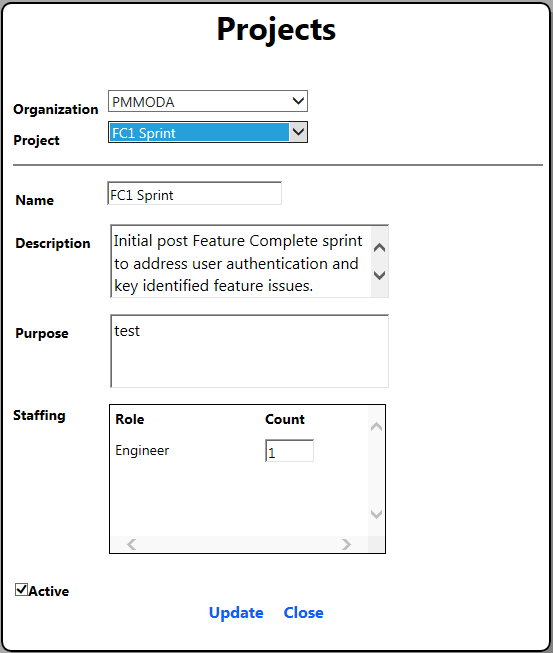 Projects
Organization PMMODA
Project FC1 Sprint
Name FC1 Sprint
Description Initial post Feature Complete sprint
to address user authentication and
key identified feature issues.
Purpose test
Staffing Role Count
Engineer 1
Active
Update Close